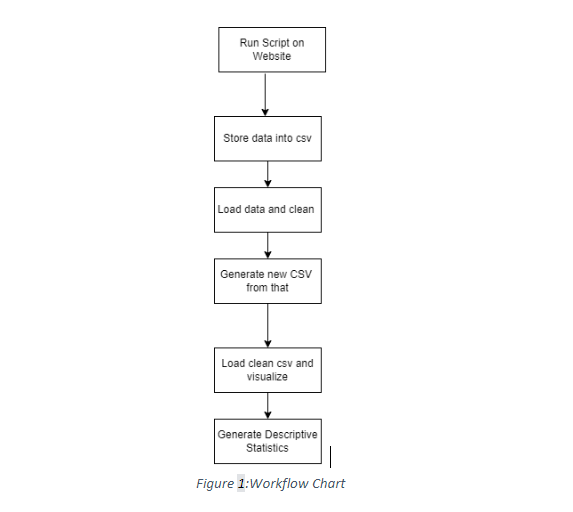 Run Script on
Website
Store data into csv
Load data and clean
Generate new CSV
from that
Load clean csv and
visualize
Generate Descriptive
Statistics
Figure 1:Workflow Chart